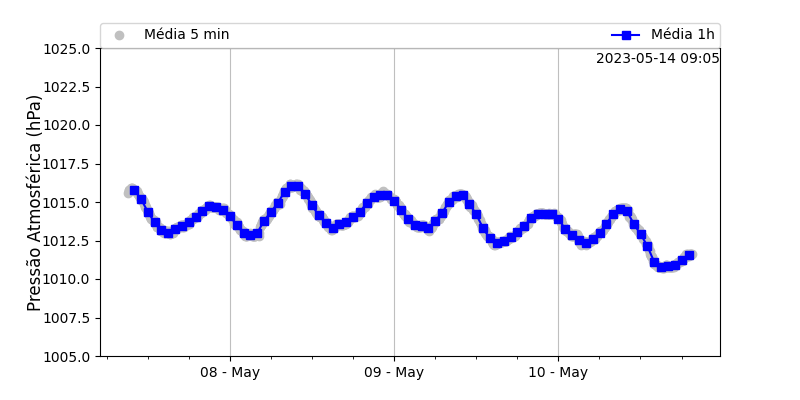 Média 5 min
Média 1h
2023-05-14 09:05
Pressão Atmosférica (hPa)
1025.0
1022.5
1020.0
1017.5
1015.0
1012.5
1010.0
1007.5
1005.0
08 - May
09 - May
10 - May